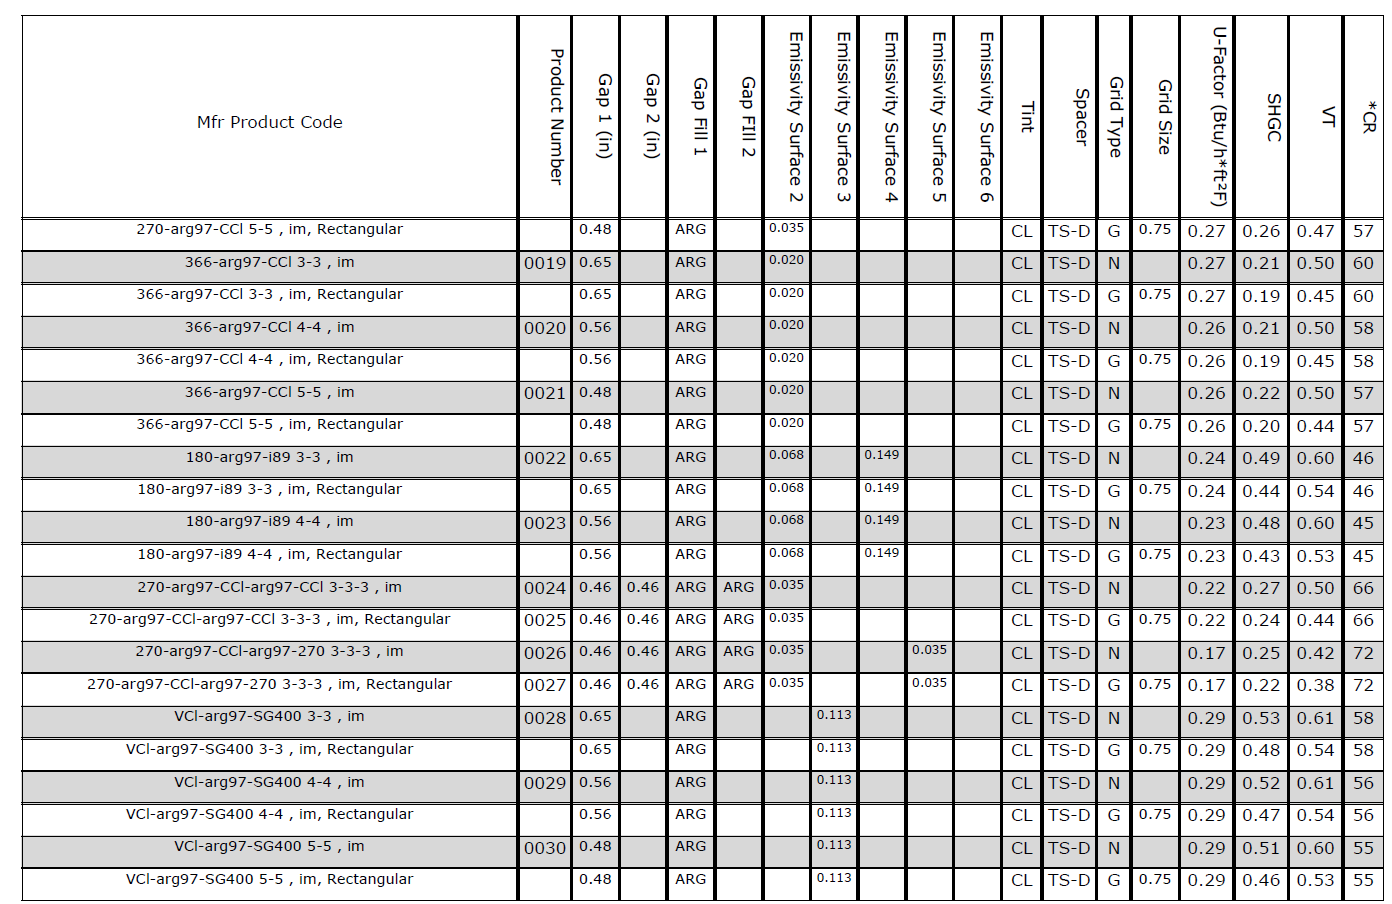 Mfr Product Code Product Number Gap 1 (in) Gap 2 (in) Gap Fill 1 Gap FIll 2 Emissivity Surface 2 Emissivity Surface 3 Emissivity Surface 4 Emissivity Surface 5 Emissivity Surface 6 Tint Spacer Grid Type Grid Size U-Factor (Btu/h*ft²F) SHGC VT *CR
270-arg97-CCl 5-5 , im, Rectangular 0.48 ARG 0.035 CL TS-D G 0.75 0.27 0.26 0.47 57
366-arg97-CCl 3-3 , im 0019 0.65 ARG 0.020 CL TS-D N 0.27 0.21 0.50 60
366-arg97-CCl 3-3 , im, Rectangular 0.65 ARG 0.020 CL TS-D G 0.75 0.27 0.19 0.45 60
366-arg97-CCl 4-4 , im 0020 0.56 ARG 0.020 CL TS-D N 0.26 0.21 0.50 58
366-arg97-CCl 4-4 , im, Rectangular 0.56 ARG 0.020 CL TS-D G 0.75 0.26 0.19 0.45 58
366-arg97-CCl 5-5 , im 0021 0.48 ARG 0.020 CL TS-D N 0.26 0.22 0.50 57
366-arg97-CCl 5-5 , im, Rectangular 0.48 ARG 0.020 CL TS-D G 0.75 0.26 0.20 0.44 57
180-arg97-i89 3-3 , im 0022 0.65 ARG 0.068 0.149 CL TS-D N 0.24 0.49 0.60 46
180-arg97-i89 3-3 , im, Rectangular 0.65 ARG 0.068 0.149 CL TS-D G 0.75 0.24 0.44 0.54 46
180-arg97-i89 4-4 , im 0023 0.56 ARG 0.068 0.149 CL TS-D N 0.23 0.48 0.60 45
180-arg97-i89 4-4 , im, Rectangular 0.56 ARG 0.068 0.149 CL TS-D G 0.75 0.23 0.43 0.53 45
270-arg97-CCl-arg97-CCl 3-3-3 , im 0024 0.46 0.46 ARG ARG 0.035 CL TS-D N 0.22 0.27 0.50 66
270-arg97-CCl-arg97-CCl 3-3-3 , im, Rectangular 0025 0.46 0.46 ARG ARG 0.035 CL TS-D G 0.75 0.22 0.24 0.44 66
270-arg97-CCl-arg97-270 3-3-3 , im 0026 0.46 0.46 ARG ARG 0.035 0.035 CL TS-D N 0.17 0.25 0.42 72
270-arg97-CCl-arg97-270 3-3-3 , im, Rectangular 0027 0.46 0.46 ARG ARG 0.035 0.035 CL TS-D G 0.75 0.17 0.22 0.38 72
VCl-arg97-SG400 3-3 , im 0028 0.65 ARG 0.113 CL TS-D N 0.29 0.53 0.61 58
VCl-arg97-SG400 3-3 , im, Rectangular 0.65 ARG 0.113 CL TS-D G 0.75 0.29 0.48 0.54 58
VCl-arg97-SG400 4-4 , im 0029 0.56 ARG 0.113 CL TS-D N 0.29 0.52 0.61 56
VCl-arg97-SG400 4-4 , im, Rectangular 0.56 ARG 0.113 CL TS-D G 0.75 0.29 0.47 0.54 56
VCl-arg97-SG400 5-5 , im 0030 0.48 ARG 0.113 CL TS-D N 0.29 0.51 0.60 55
VCl-arg97-SG400 5-5 , im, Rectangular 0.48 ARG 0.113 CL TS-D G 0.75 0.29 0.46 0.53 55